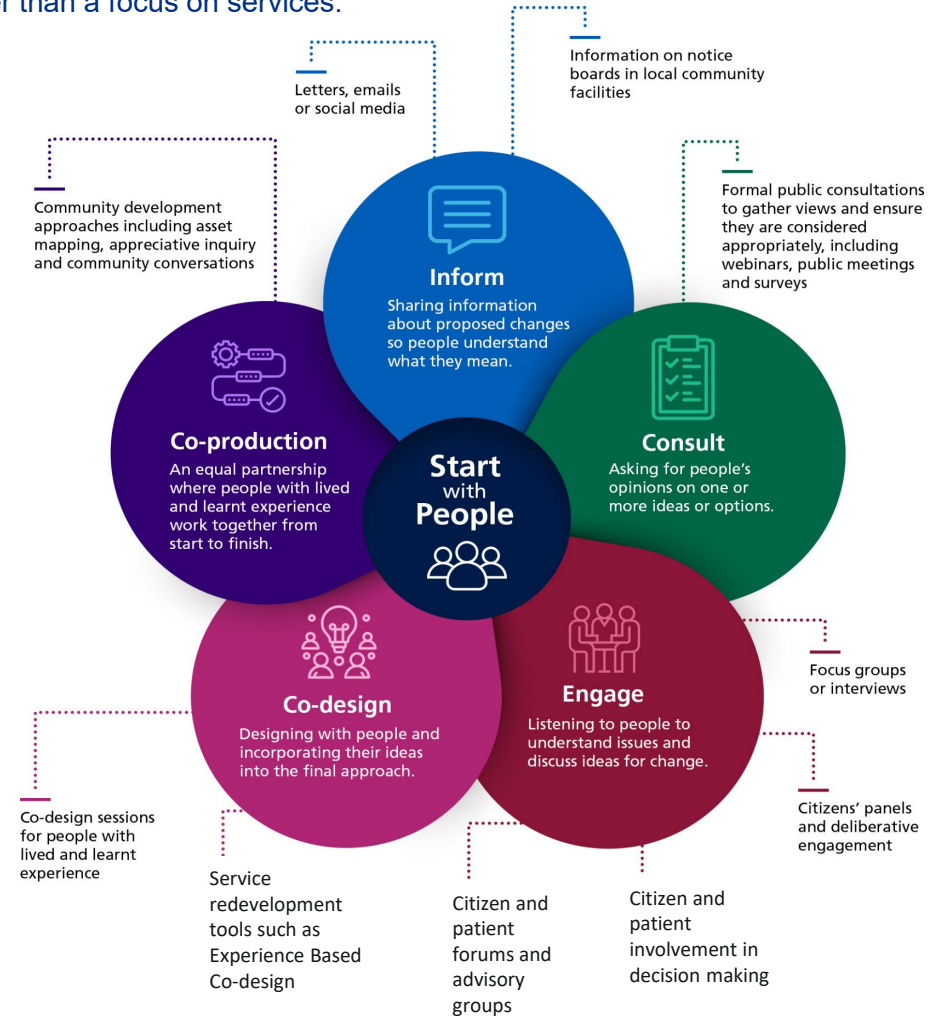 than a focus on services.
Information on notice
boards in local community
facilities
Letters, emails
or social media
Community development
approaches including asset
mapping, appreciative inquiry
and community conversations
Formal public consultations
to gather views and ensure
they are considered
appropriately, including
webinars, public meetings
and surveys
Inform
Sharing information
about proposed changes
so people understand
what they mean.
Co-production
An equal partnership
where people with lived
and learnt experience
work together from
start to finish.
Start
with
People
Consult
Asking for people's
opinions on one or
more ideas or options.
Co-design
Designing with people and
incorporating their ideas
into the final approach.
Engage
Listening to people to
understand issues and
discuss ideas for change.
Focus groups
or interviews
Citizens' panels
and deliberative
engagement
Co-design sessions
for people with
lived and learnt
experience
Service
redevelopment
tools such as
Experience Based
Co-design
Citizen and
patient
forums and
advisory
groups
Citizen and
patient
involvement in
decision making